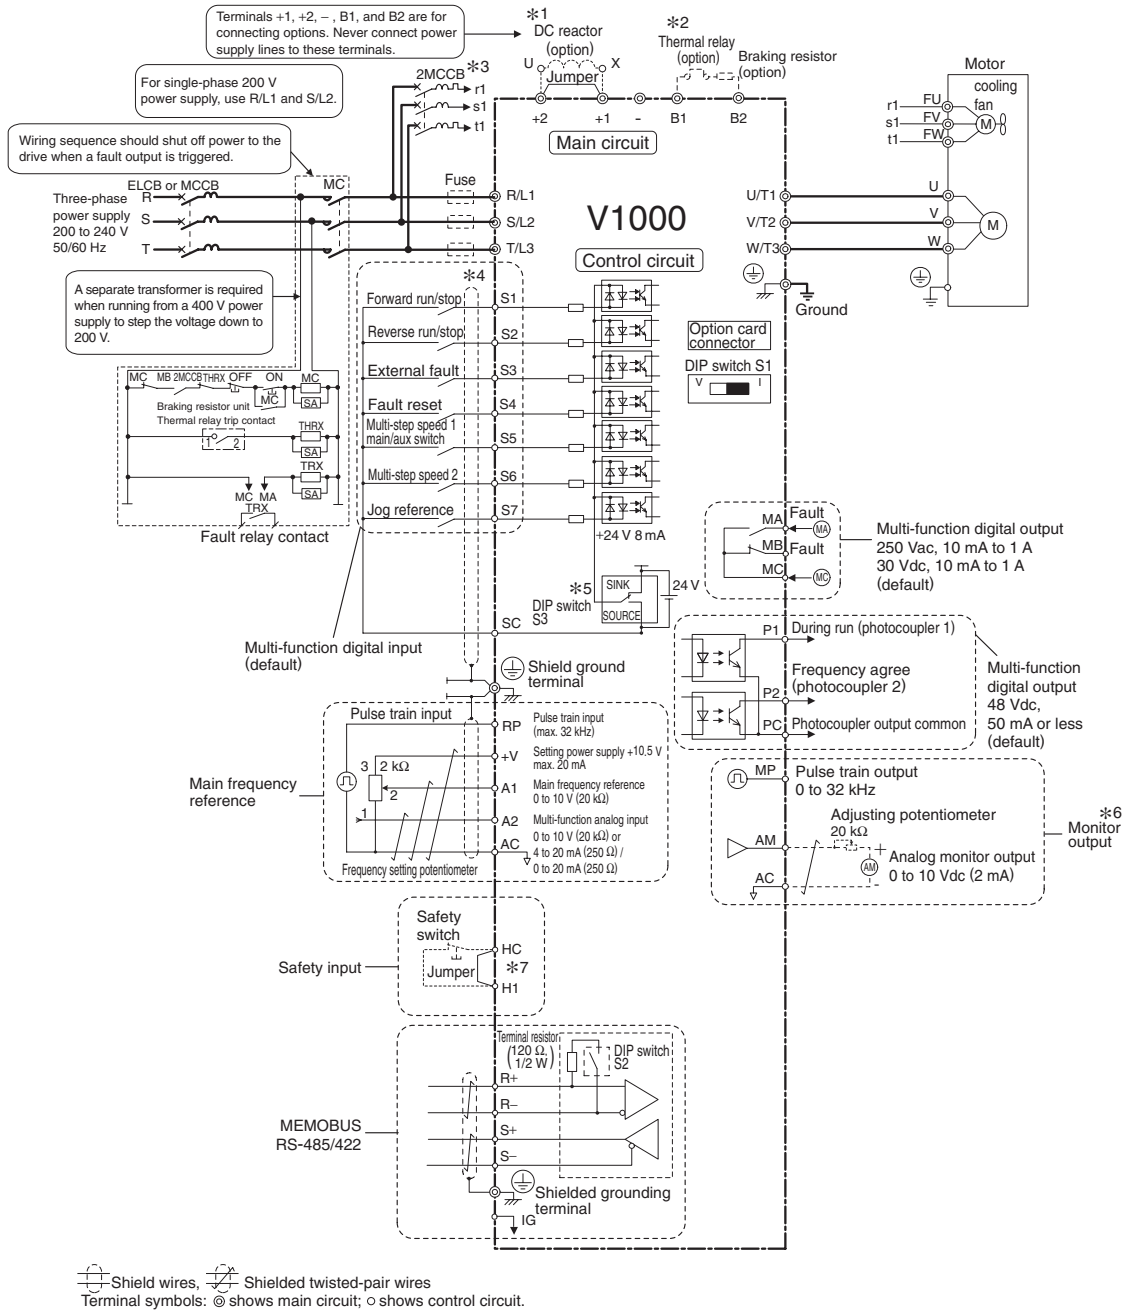 Terminals +1, +2, – , B1, and B2 are for
connecting options. Never connect power
supply lines to these terminals.
*1
DC reactor
(option)
U
X
Jumper
*2
Thermal relay
(option)
Braking resistor
(option)
+2
+1
-
B1
B2
Main circuit
For single-phase 200 V
power supply, use R/L1 and S/L2.
2MCCB
*3
r1
s1
t1
Motor
cooling
fan
r1
FU
s1
FV
t1
FW
M
Wiring sequence should shut off power to the
drive when a fault output is triggered.
ELCB or MCCB
MC
Fuse
Three-phase
power supply
200 to 240 V
50/60 Hz
R
S
T
R/L1
S/L2
T/L3
V1000
U/T1
V/T2
W/T3
U
V
W
M
Ground
Control circuit
A separate transformer is required
when running from a 400 V power
supply to step the voltage down to
200 V.
MC
MB
2MCCB
THRX
OFF
ON
MC
MC
SA
Braking resistor unit
Thermal relay trip contact
1
2
THRX
SA
TRX
SA
MC
MA
TRX
Fault relay contact
*4
Forward run/stop
S1
Reverse run/stop
S2
External fault
S3
Fault reset
S4
Multi-step speed 1
main/aux switch
S5
Multi-step speed 2
S6
Jog reference
S7
+24 V 8 mA
Option card
connector
DIP switch S1
V
I
*5
DIP switch
S3
SINK
SOURCE
24 V
SC
Multi-function digital input
(default)
Shield ground
terminal
MA
Fault
MA
MB
Fault
MC
MC
Multi-function digital output
250 Vac, 10 mA to 1 A
30 Vdc, 10 mA to 1 A
(default)
P1
During run (photocoupler 1)
Frequency agree
(photocoupler 2)
P2
PC
Photocoupler output common
Multi-function
digital output
48 Vdc,
50 mA or less
(default)
Main frequency
reference
Pulse train input
3
2 kΩ
2
1
Frequency setting potentiometer
RP
Pulse train input
(max. 32 kHz)
+V
Setting power supply +10,5 V
max. 20 mA
A1
Main frequency reference
0 to 10 V (20 kΩ)
A2
Multi-function analog input
0 to 10 V (20 kΩ) or
4 to 20 mA (250 Ω) /
0 to 20 mA (250 Ω)
AC
MP
Pulse train output
0 to 32 kHz
Adjusting potentiometer
20 kΩ
AM
+
AM
-
Analog monitor output
0 to 10 Vdc (2 mA)
AC
*6
Monitor
output
Safety input
Safety
switch
Jumper
HC
*7
H1
MEMOBUS
RS-485/422
Terminal resistor
(120 Ω,
1/2 W)
DIP switch
S2
R+
R–
S+
S–
Shielded grounding
terminal
IG
Shield wires,
Shielded twisted-pair wires
Terminal symbols: ◎ shows main circuit; ○ shows control circuit.